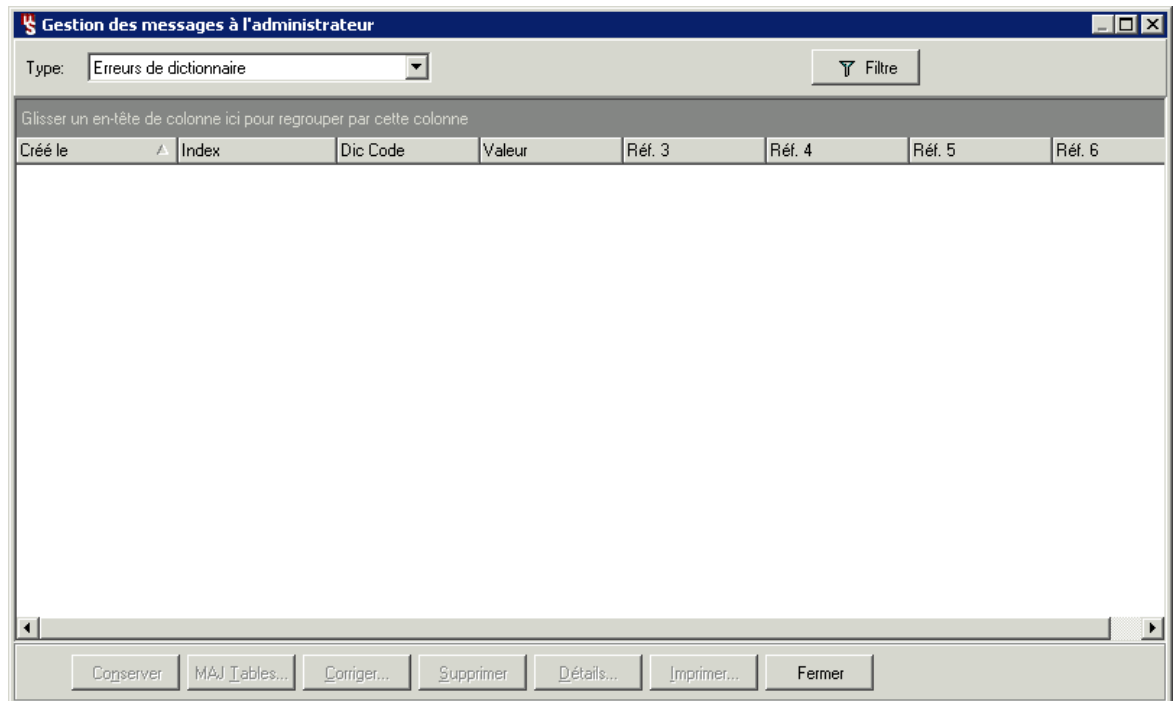 Gestion des messages à l'administrateur
Type: Erreurs de dictionnaire Filtre
Glisser un en-tête de colonne ici pour regrouper par cette colonne
Créé le Index Dic Code Valeur Réf. 3 Réf. 4 Réf. 5 Réf. 6
Conserver MAJ Tables... Corriger... Supprimer Détails... Imprimer... Fermer